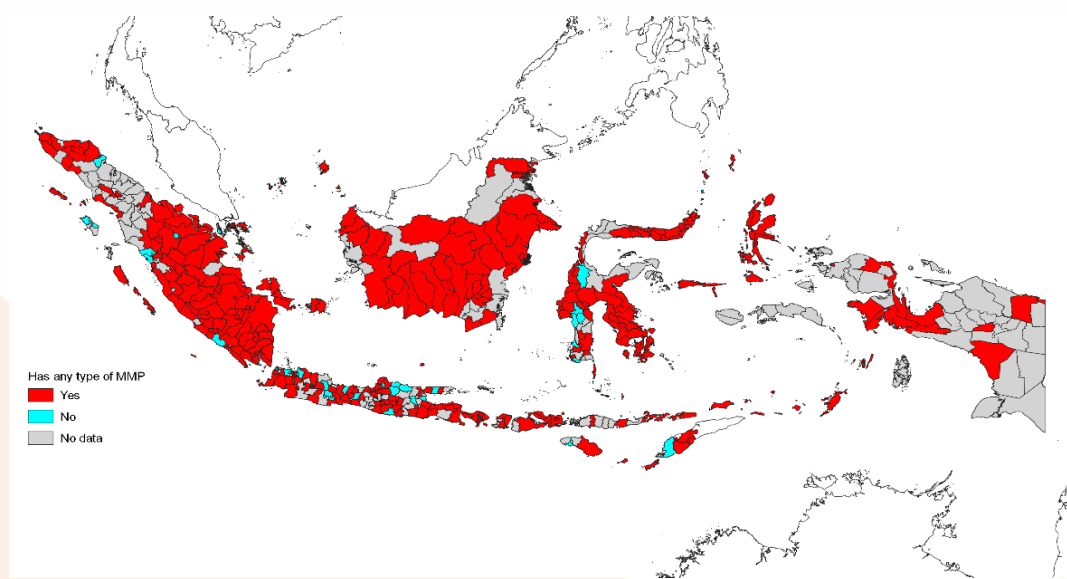 Has any type of MMP
Yes
No
No data